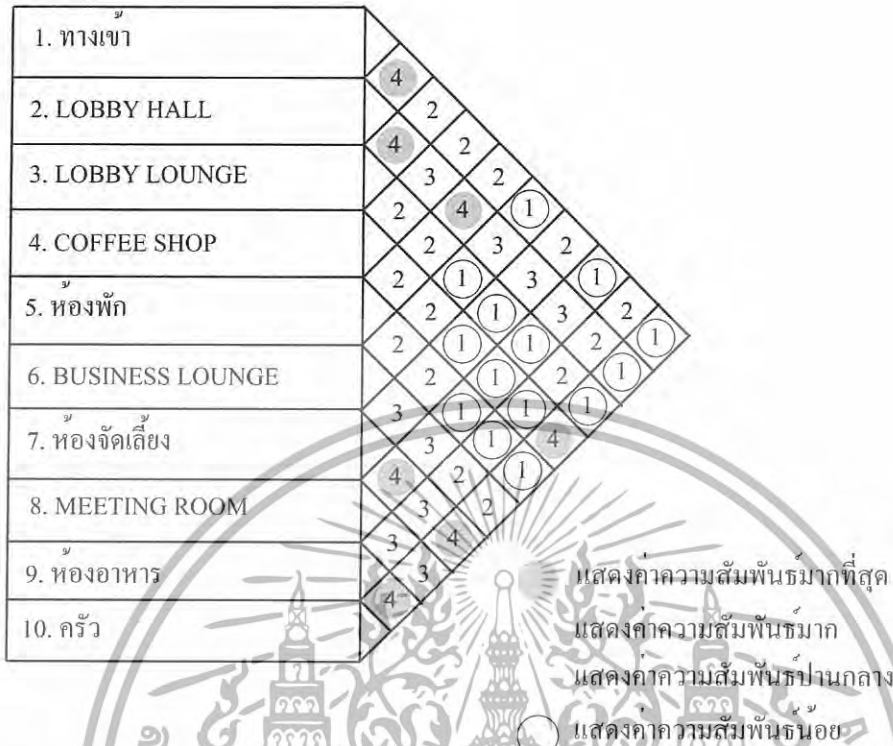 1. ทางเข้า
4
2. LOBBY HALL 2
4 2
3. LOBBY LOUNGE 3 2
2 4 1
4. COFFEE SHOP 2 3 2
2 1 3 1
5. ห้องพัก 2 1 3 2
2 1 1 2 1
6. BUSINESS LOUNGE 2 1 2 1
3 1 1 1
7. ห้องจัดเลี้ยง 3 1 4
4 2 1
8. MEETING ROOM 3 2
3 4
9. ห้องอาหาร 3
4
10. ครัว
แสดงค่าความสัมพันธ์มากที่สุด
แสดงค่าความสัมพันธ์มาก
แสดงค่าความสัมพันธ์ปานกลาง
แสดงค่าความสัมพันธ์น้อย